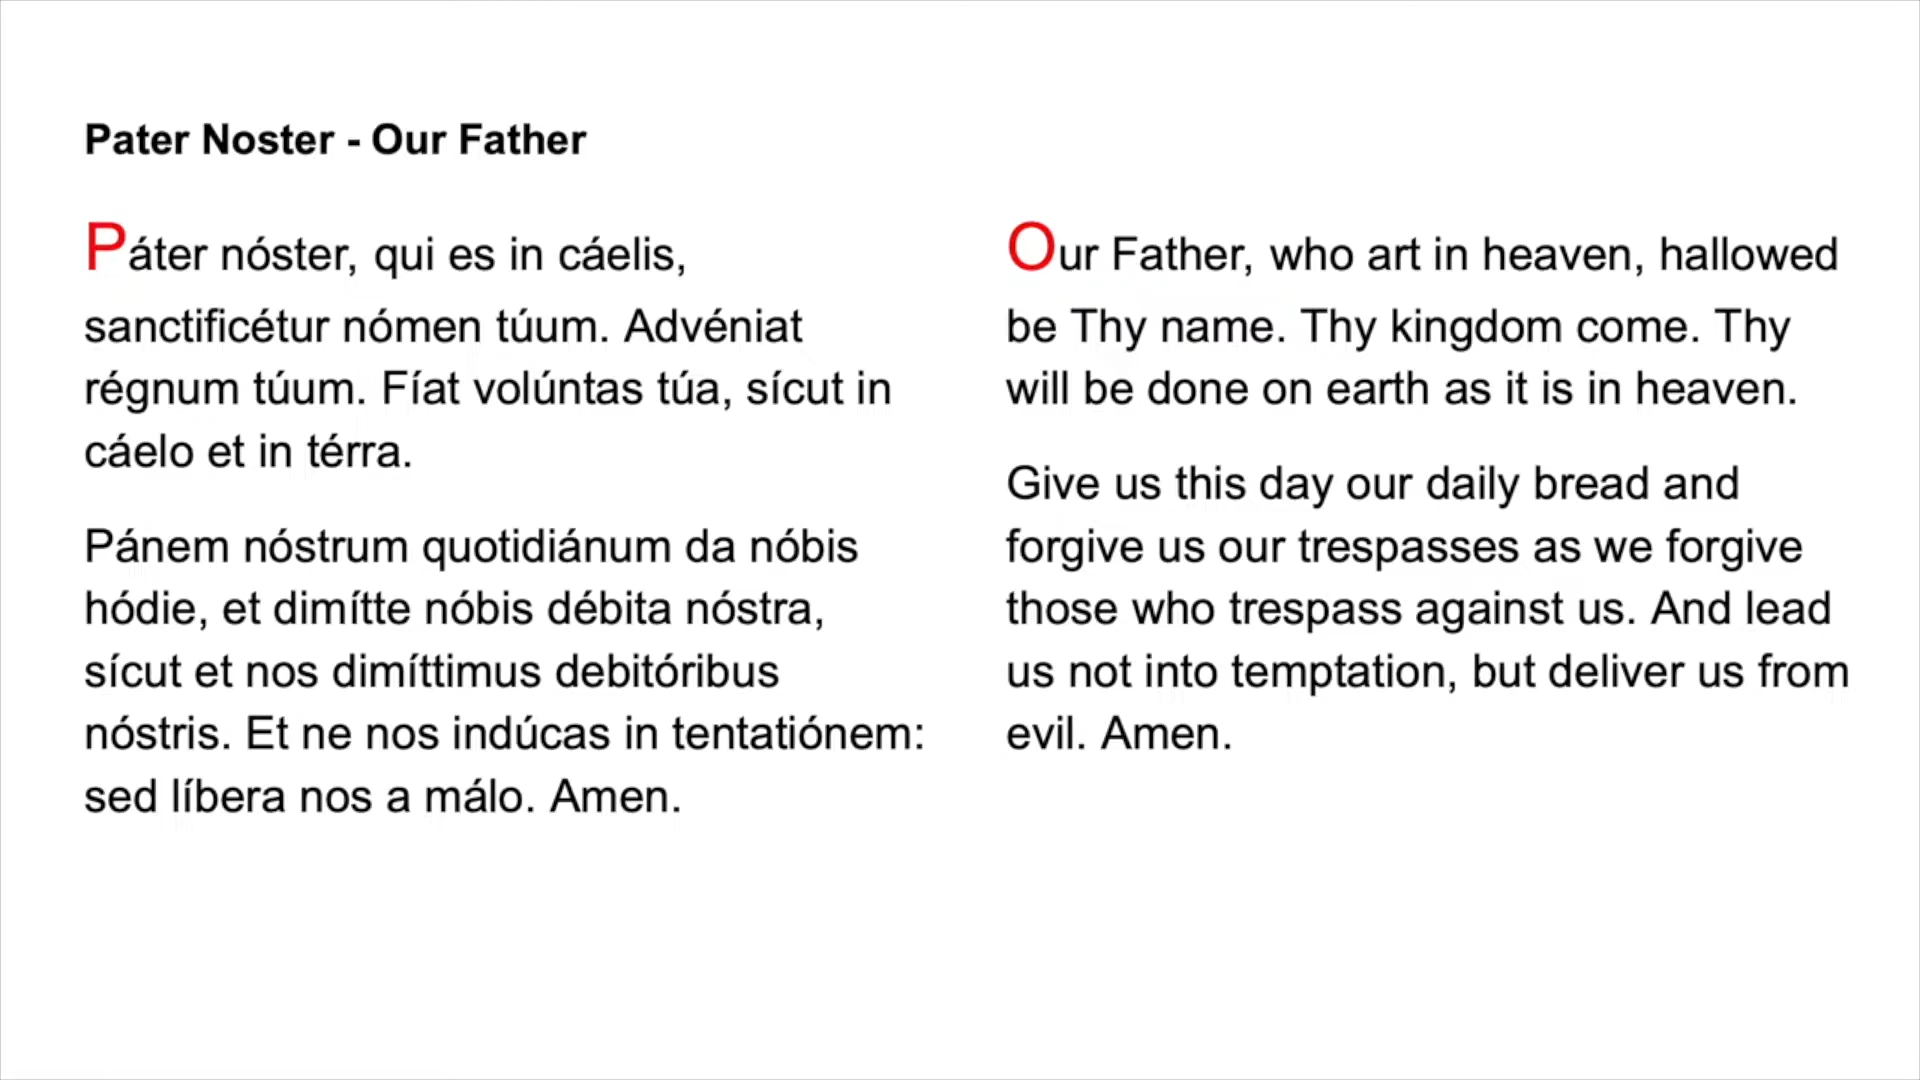 Pater Noster - Our Father
Páter nóster, qui es in cáelis,
sanctificétur nómen túum. Advéniat
régnum túum. Fíat volúntas túa, sícut in
cáelo et in térra.
Pánem nóstrum quotidiánum da nóbis
hódie, et dimítte nóbis débita nóstra,
sícut et nos dimíttimus debitóribus
nóstris. Et ne nos indúcas in tentatiónem:
sed líbera nos a málo. Amen.
Our Father, who art in heaven, hallowed
be Thy name. Thy kingdom come. Thy
will be done on earth as it is in heaven.
Give us this day our daily bread and
forgive us our trespasses as we forgive
those who trespass against us. And lead
us not into temptation, but deliver us from
evil. Amen.